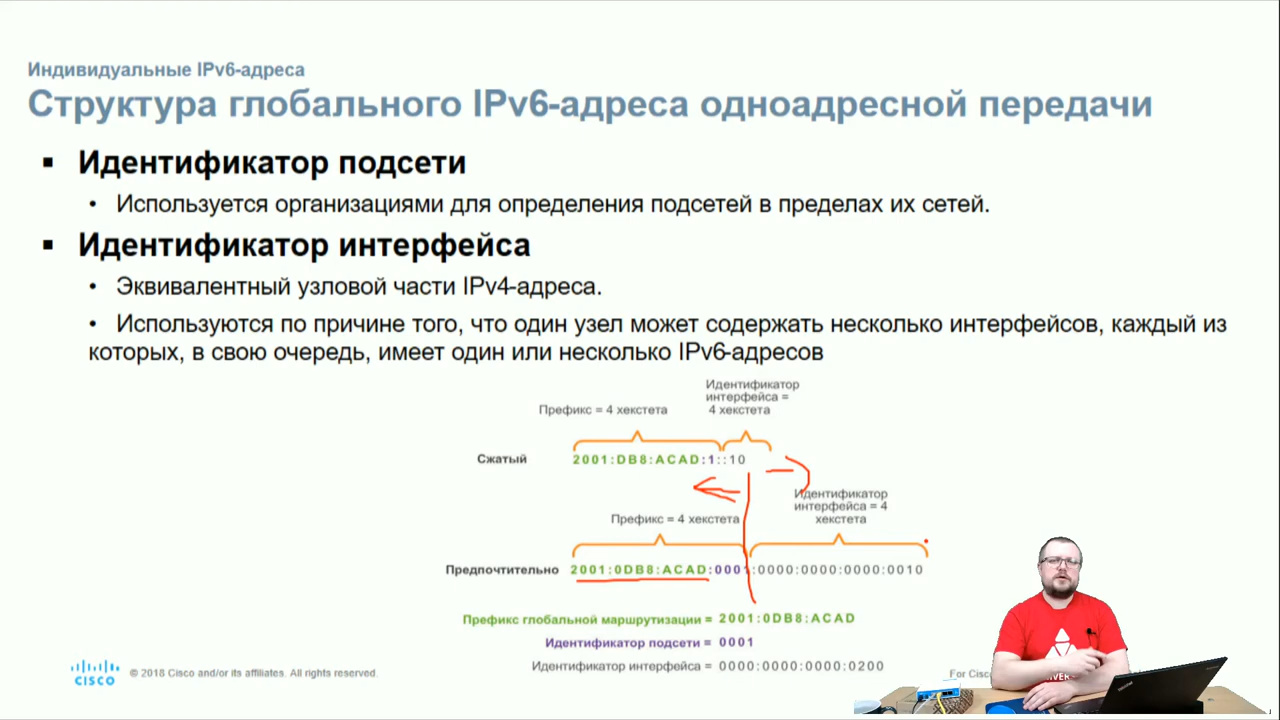 Индивидуальные IPv6-адреса
Структура глобального IPv6-адреса одноадресной передачи
Идентификатор подсети
• Используется организациями для определения подсетей в пределах их сетей.
Идентификатор интерфейса
• Эквивалентный узловой части IPv4-адреса.
• Используются по причине того, что один узел может содержать несколько интерфейсов, каждый из
которых, в свою очередь, имеет один или несколько IPv6-адресов
Идентификатор
интерфейса =
4 хекстета
Префикс = 4 хекстета
Сжатый 2001:DB8:ACAD:1::10
Идентификатор
интерфейса = 4
хекстета
Префикс = 4 хекстета
Предпочтительно 2001:0DB8:ACAD:0001:0000:0000:0000:0010
Префикс глобальной маршрутизации = 2001:0DB8:ACAD
Идентификатор подсети = 0001
Идентификатор интерфейса = 0000:0000:0000:0200
CISCO
© 2018 Cisco and/or its affiliates. All rights reserved.
For